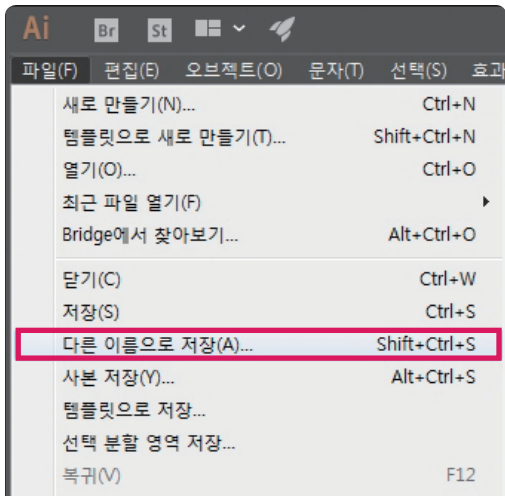 Ai Br St
파일(F) 편집(E) 오브젝트(O) 문자(T) 선택(S) 효과
새로 만들기(N)... Ctrl+N
템플릿으로 새로 만들기(T)... Shift+Ctrl+N
열기(O)... Ctrl+O
최근 파일 열기(F)
Bridge에서 찾아보기... Alt+Ctrl+O
닫기(C) Ctrl+W
저장(S) Ctrl+S
다른 이름으로 저장(A)... Shift+Ctrl+S
사본 저장(Y)... Alt+Ctrl+S
템플릿으로 저장...
선택 분할 영역 저장...
복귀(V) F12